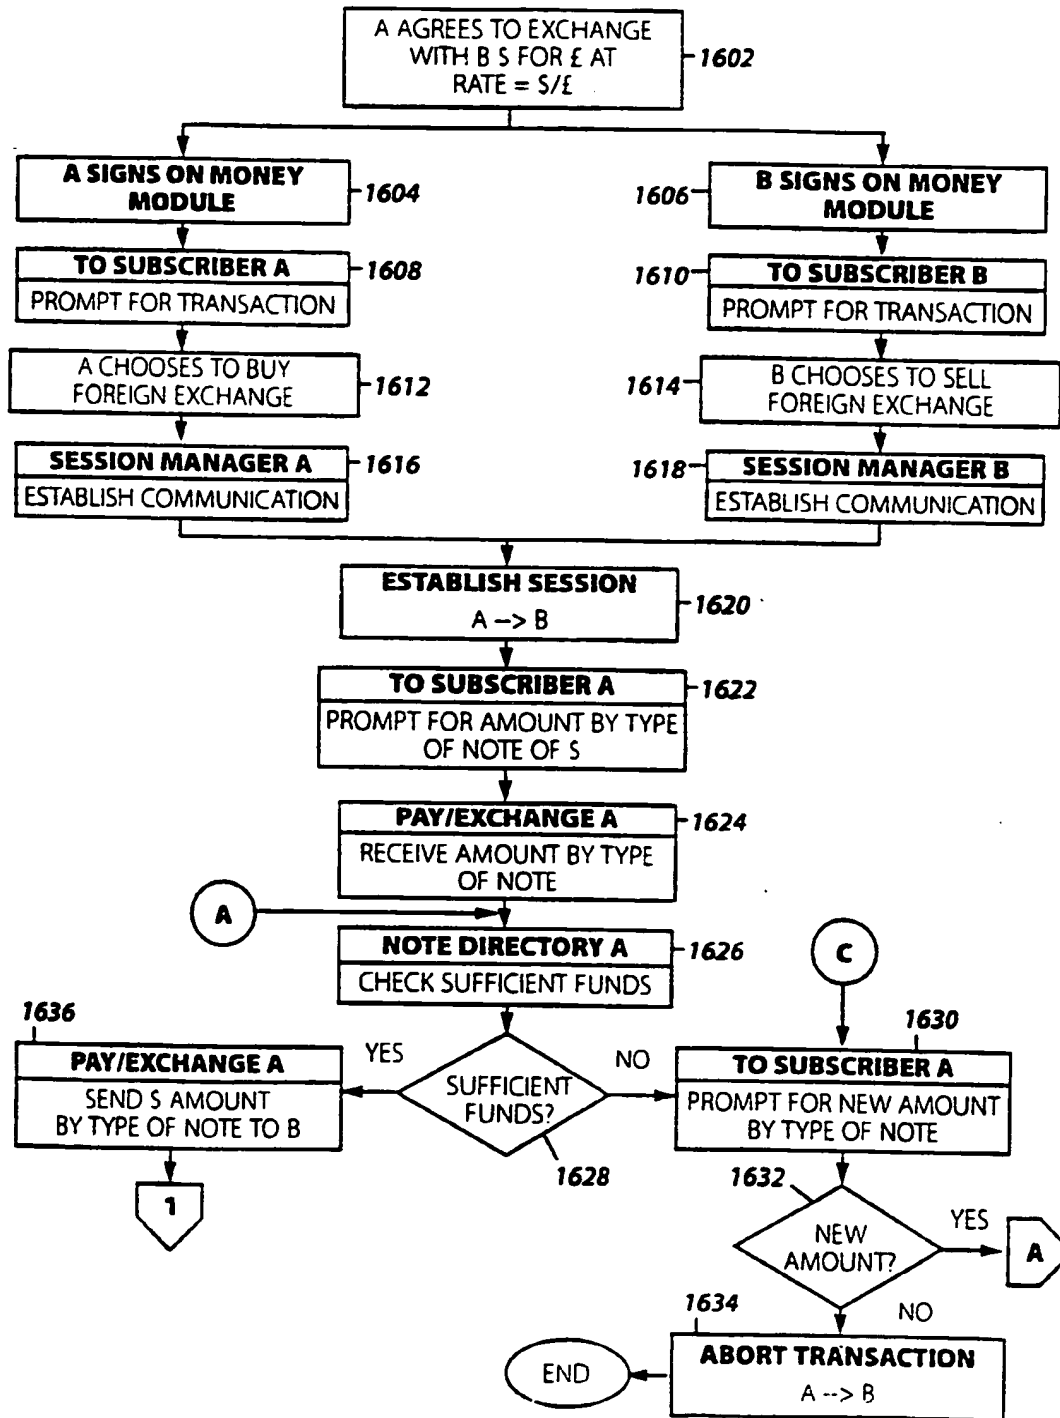 A AGREES TO EXCHANGE
WITH B $ FOR £ AT
RATE = $/£
1602
A SIGNS ON MONEY
MODULE
1604
1606
B SIGNS ON MONEY
MODULE
TO SUBSCRIBER A
1608
PROMPT FOR TRANSACTION
1610
TO SUBSCRIBER B
PROMPT FOR TRANSACTION
A CHOOSES TO BUY
FOREIGN EXCHANGE
1612
1614
B CHOOSES TO SELL
FOREIGN EXCHANGE
SESSION MANAGER A
1616
ESTABLISH COMMUNICATION
1618
SESSION MANAGER B
ESTABLISH COMMUNICATION
ESTABLISH SESSION
A --> B
1620
TO SUBSCRIBER A
1622
PROMPT FOR AMOUNT BY TYPE
OF NOTE OF $
PAY/EXCHANGE A
1624
RECEIVE AMOUNT BY TYPE
OF NOTE
A
NOTE DIRECTORY A
1626
CHECK SUFFICIENT FUNDS
C
1636
PAY/EXCHANGE A
SEND $ AMOUNT
BY TYPE OF NOTE TO B
YES
SUFFICIENT
FUNDS?
NO
1628
1630
TO SUBSCRIBER A
PROMPT FOR NEW AMOUNT
BY TYPE OF NOTE
1
1632
NEW
AMOUNT?
YES
A
NO
1634
ABORT TRANSACTION
A --> B
END